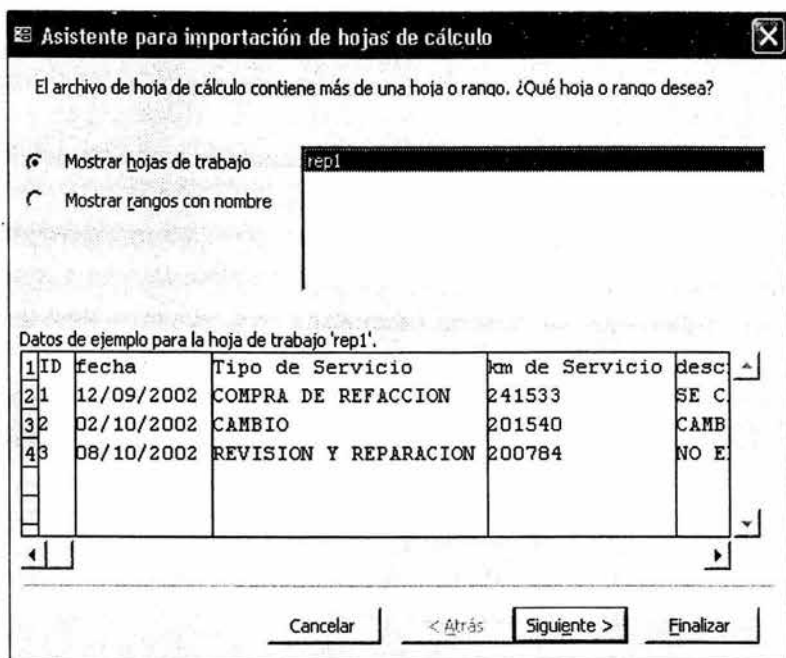 Asistente para importación de hojas de cálculo
El archivo de hoja de cálculo contiene más de una hoja o rango. ¿Qué hoja o rango desea?
Mostrar hojas de trabajo
rep1
Mostrar rangos con nombre
Datos de ejemplo para la hoja de trabajo 'rep1'.
1 ID fecha Tipo de Servicio km de Servicio desc
2 1 12/09/2002 COMPRA DE REFACCION 241533 SE C
3 2 02/10/2002 CAMBIO 201540 CAMB
4 3 08/10/2002 REVISION Y REPARACION 200784 NO E
Cancelar < Atrás Siguiente > Finalizar